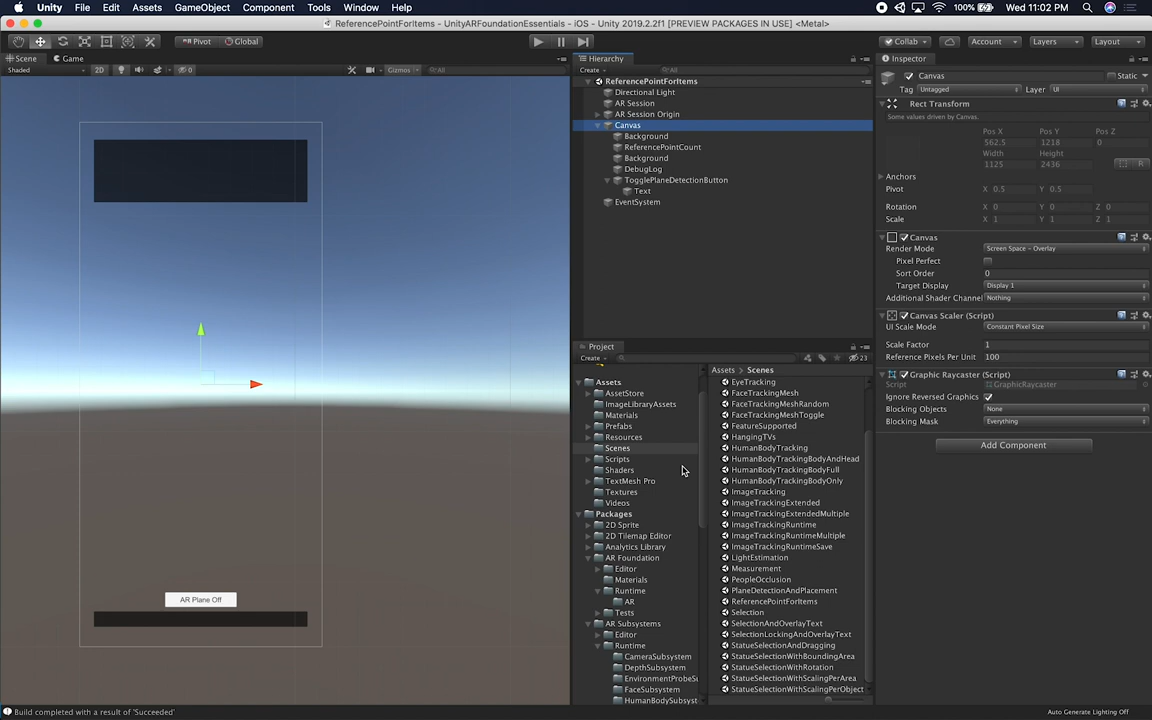 Unity File Edit Assets GameObject Component Tools Window Help 100% Wed 11:02 PM
ReferencePointForItems - UnityARFoundationEssentials - iOS - Unity 2019.2.2f1 [PREVIEW PACKAGES IN USE] <Metal>
Pivot Global Collab Account Layers Layout
Scene Game
Shaded 2D 0 Gizmos All
AR Plane Off
Hierarchy
Create All
ReferencePointForItems
Directional Light
AR Session
AR Session Origin
Canvas
Background
ReferencePointCount
Background
DebugLog
TogglePlaneDetectionButton
Text
EventSystem
Project
Create 23
Assets
AssetStore
ImageLibraryAssets
Materials
Prefabs
Resources
Scenes
Scripts
Shaders
TextMesh Pro
Textures
Videos
Packages
2D Sprite
2D Tilemap Editor
Analytics Library
AR Foundation
Editor
Materials
Runtime
AR
Tests
AR Subsystems
Editor
Runtime
CameraSubsystem
DepthSubsystem
EnvironmentProbeSu
FaceSubsystem
HumanBodySubsyst
Assets > Scenes
EyeTracking
FaceTrackingMesh
FaceTrackingMeshRandom
FaceTrackingMeshToggle
FeatureSupported
HangingTVs
HumanBodyTracking
HumanBodyTrackingBodyAndHead
HumanBodyTrackingBodyFull
HumanBodyTrackingBodyOnly
ImageTracking
ImageTrackingExtended
ImageTrackingExtendedMultiple
ImageTrackingRuntime
ImageTrackingRuntimeMultiple
ImageTrackingRuntimeSave
LightEstimation
Measurement
PeopleOcclusion
PlaneDetectionAndPlacement
ReferencePointForItems
Selection
SelectionAndOverlayText
SelectionLockingAndOverlayText
StatueSelectionAndDragging
StatueSelectionWithBoundingArea
StatueSelectionWithRotation
StatueSelectionWithScalingPerArea
StatueSelectionWithScalingPerObject
Inspector
Canvas Static
Tag Untagged Layer UI
Rect Transform
Some values driven by Canvas.
Pos X Pos Y Pos Z
562.5 1218 0
Width Height
1125 2436 R
Anchors
Pivot X 0.5 Y 0.5
Rotation X 0 Y 0 Z 0
Scale X 1 Y 1 Z 1
Canvas
Render Mode Screen Space - Overlay
Pixel Perfect
Sort Order 0
Target Display Display 1
Additional Shader Channel Nothing
Canvas Scaler (Script)
UI Scale Mode Constant Pixel Size
Scale Factor 1
Reference Pixels Per Unit 100
Graphic Raycaster (Script)
Script GraphicRaycaster
Ignore Reversed Graphics
Blocking Objects None
Blocking Mask Everything
Add Component
Build completed with a result of 'Succeeded' Auto Generate Lighting Off